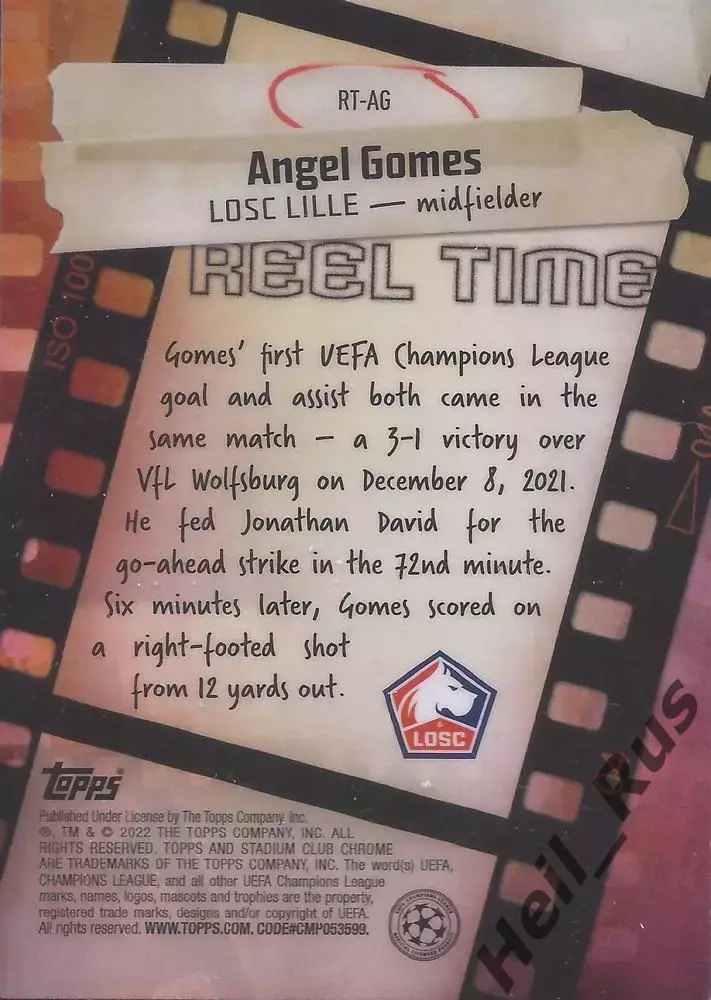 RT-AG
Angel Gomes
LOSC LILLE — midfielder
REEL TIME
ISO 100
Gomes' first UEFA Champions League
goal and assist both came in the
same match – a 3-1 victory over
VfL Wolfsburg on December 8, 2021.
He fed Jonathan David for the
go-ahead strike in the 72nd minute.
Six minutes later, Gomes scored on
a right-footed shot
from 12 yards out.
LOSC
topps®
Published Under License by The Topps Company, Inc.
®, TM & © 2022 THE TOPPS COMPANY, INC. ALL
RIGHTS RESERVED. TOPPS AND STADIUM CLUB CHROME
ARE TRADEMARKS OF THE TOPPS COMPANY, INC. The word(s) UEFA,
CHAMPIONS LEAGUE, and all other UEFA Champions League
marks, names, logos, mascots and trophies are the property,
registered trade marks, designs and/or copyright of UEFA.
All rights reserved. WWW.TOPPS.COM. CODE#CMP053599.
Heil_Rus